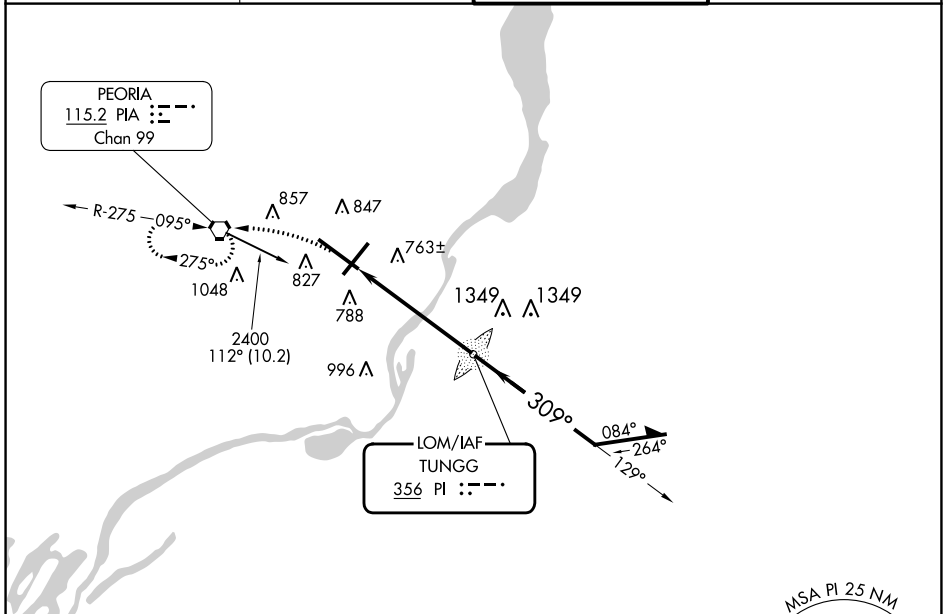 PEORIA
115.2 PIA
Chan 99
R-275
095°
275°
857
847
763±
827
1048
788
1349
1349
2400
112° (10.2)
996
309°
084°
264°
129°
LOM/IAF
TUNGG
356 PI
MSA PI 25 NM